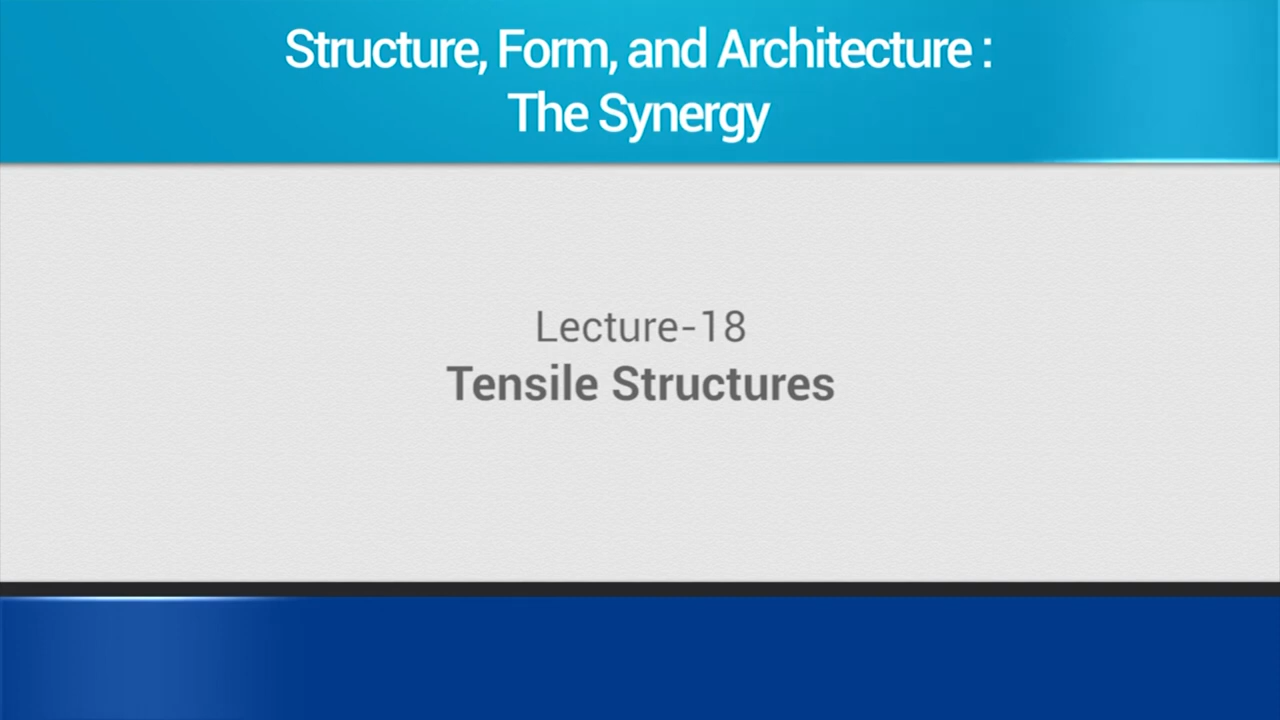 Structure, Form, and Architecture :
The Synergy
Lecture-18
Tensile Structures